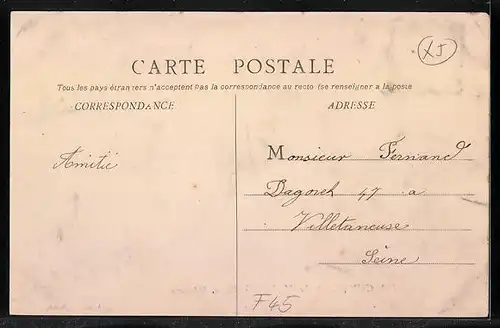 XJ
CARTE POSTALE
Tous les pays étrangers n'acceptent pas la correspondance au recto (se renseigner a la poste
CORRESPONDANCE
ADRESSE
Amitié
Monsieur Fernand
Dagorel 47 a
Villetaneuse
Seine
F45